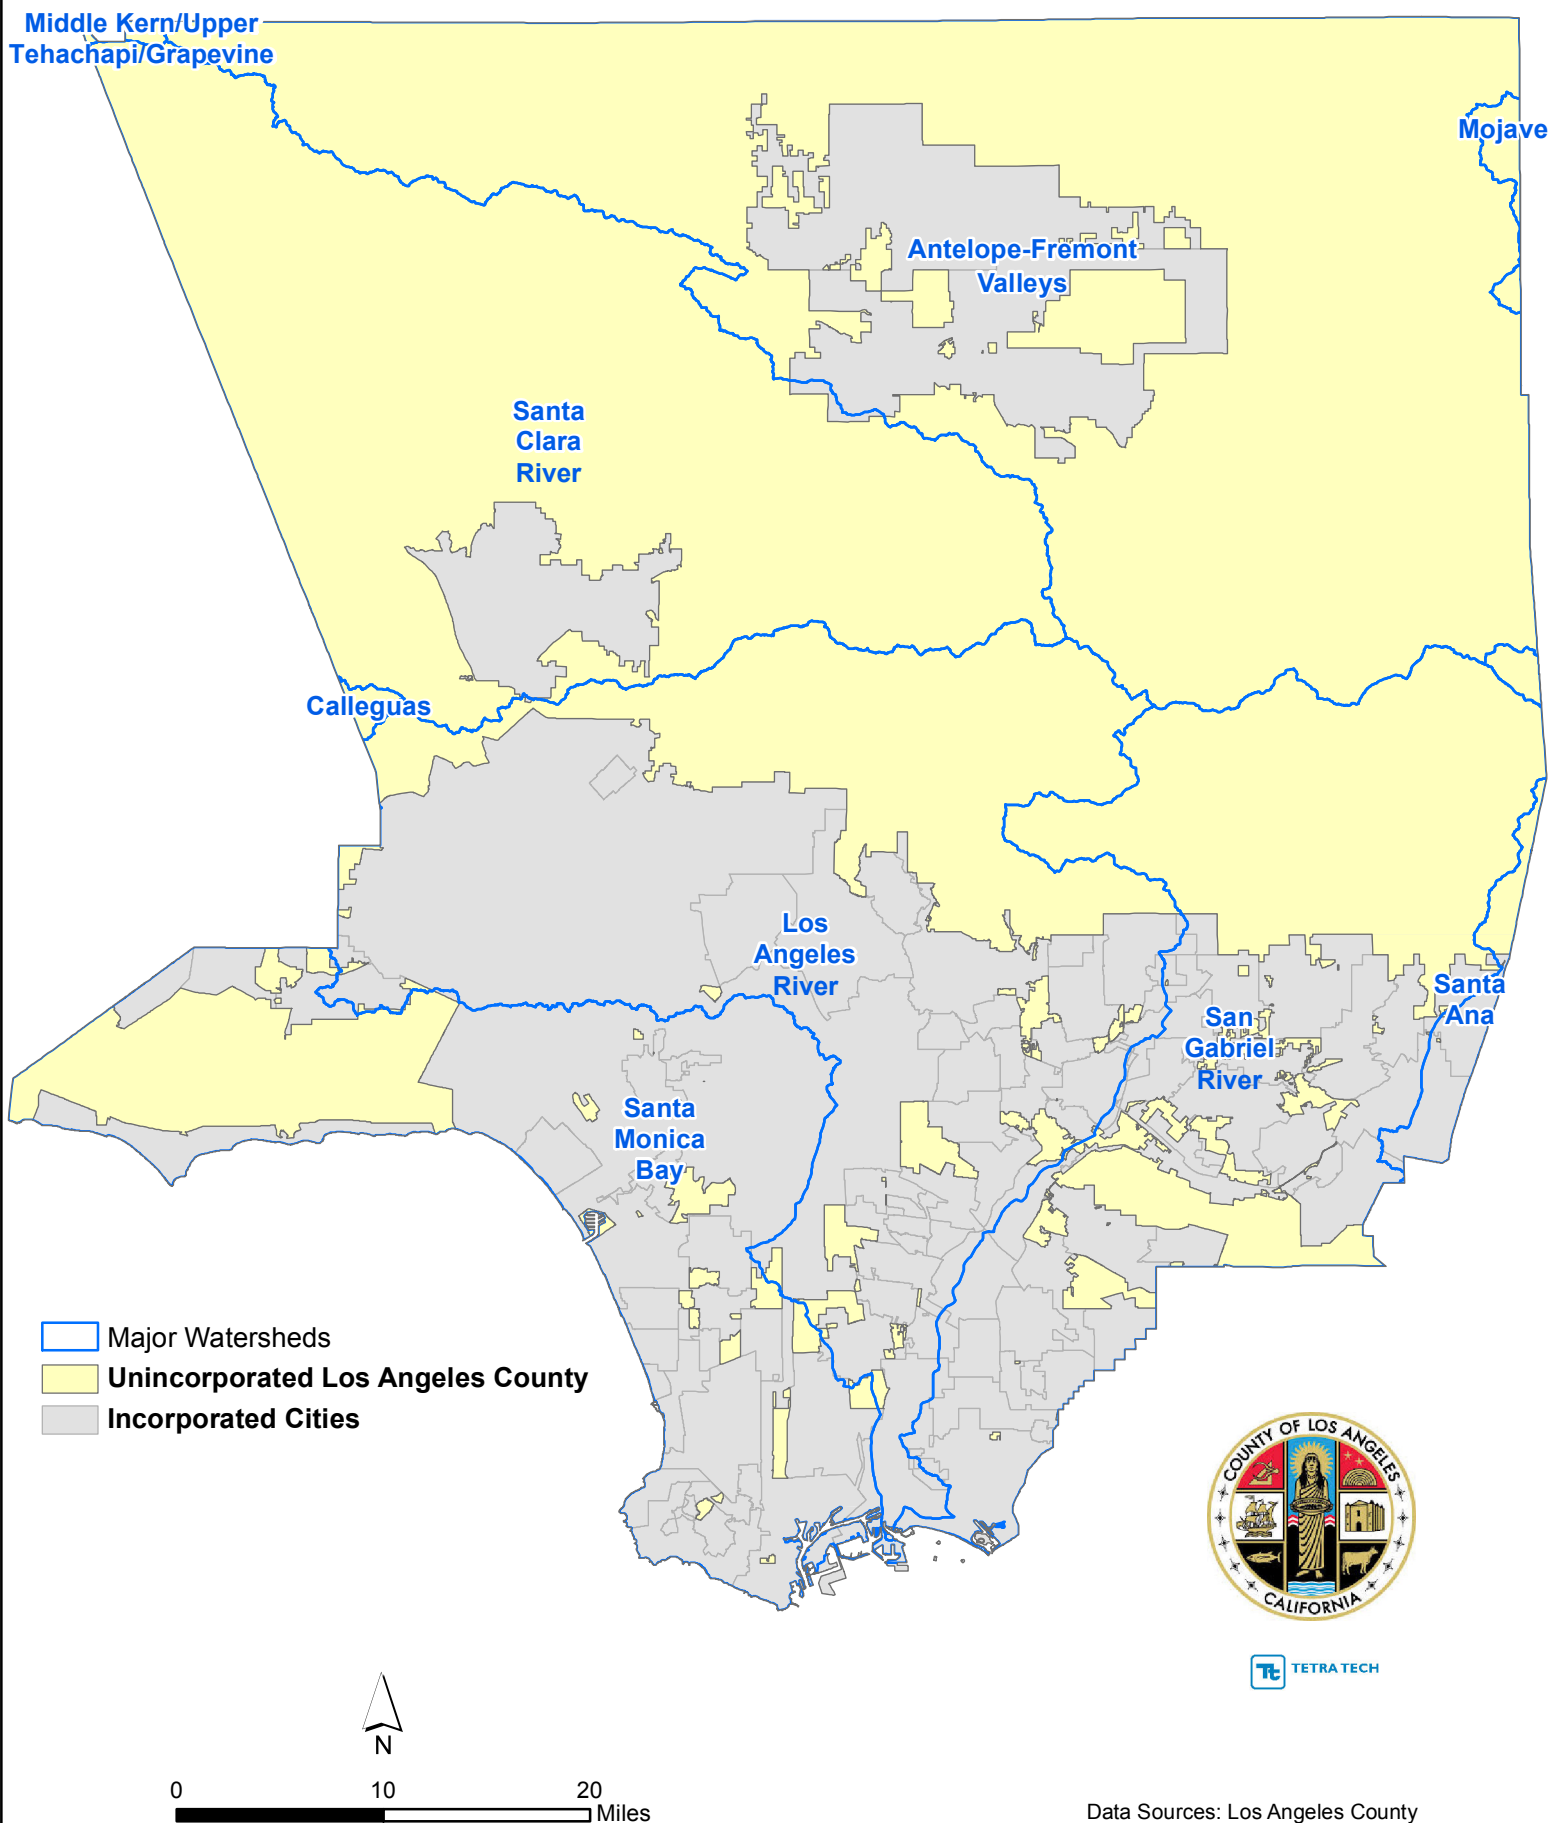 Middle Kern/Upper
Tehachapi/Grapevine
Mojave
Antelope-Fremont
Valleys
Santa
Clara
River
Calleguas
Los
Angeles
River
Santa
Ana
San
Gabriel
River
Santa
Monica
Bay
Major Watersheds
Unincorporated Los Angeles County
Incorporated Cities
COUNTY OF LOS ANGELES
CALIFORNIA
Tt TETRA TECH
N
0 10 20
Miles
Data Sources: Los Angeles County